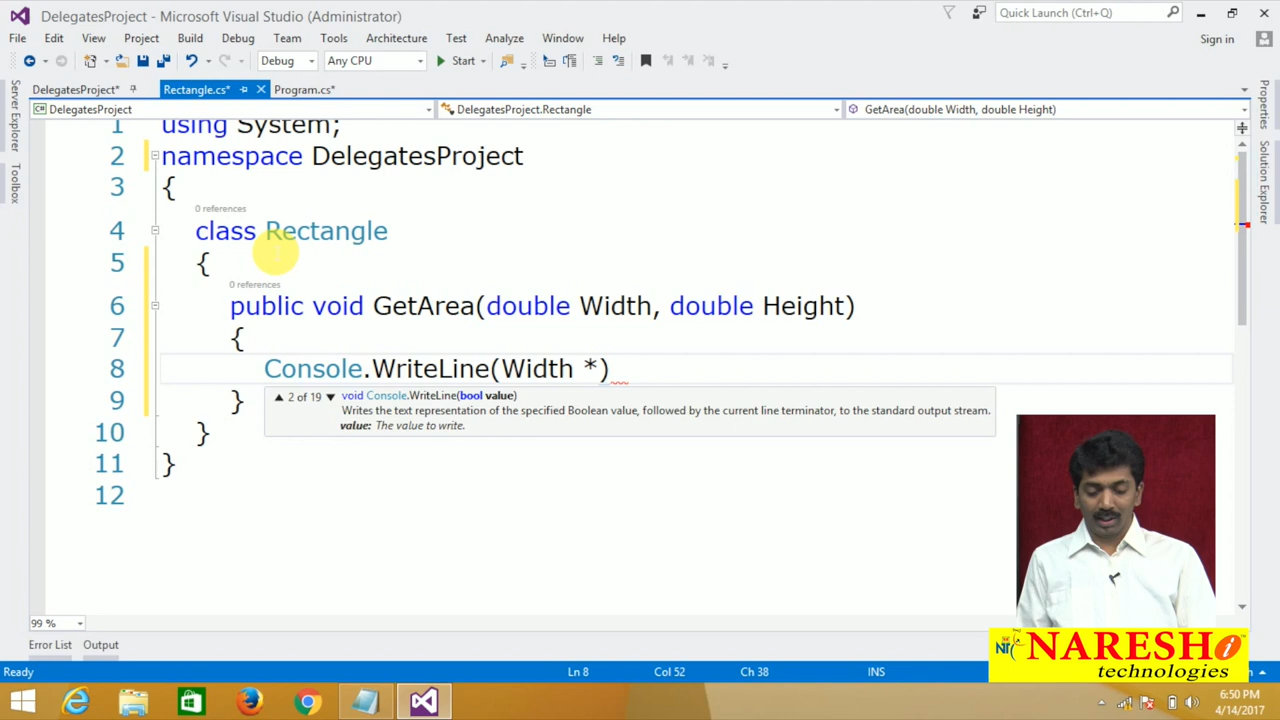 DelegatesProject - Microsoft Visual Studio (Administrator)
Quick Launch (Ctrl+Q)
File Edit View Project Build Debug Team Tools Architecture Test Analyze Window Help
Sign in
Debug Any CPU Start
DelegatesProject* Rectangle.cs* Program.cs*
DelegatesProject DelegatesProject.Rectangle GetArea(double Width, double Height)
Server Explorer
Toolbox
Properties
Solution Explorer
1 using System;
2 namespace DelegatesProject
3 {
0 references
4 class Rectangle
5 {
0 references
6 public void GetArea(double Width, double Height)
7 {
8 Console.WriteLine(Width *)
9 }
2 of 19 void Console.WriteLine(bool value)
Writes the text representation of the specified Boolean value, followed by the current line terminator, to the standard output stream.
value: The value to write.
10 }
11 }
12
99 %
Error List Output
Ready Ln 8 Col 52 Ch 38 INS
NARESH i
technologies
6:50 PM
4/14/2017